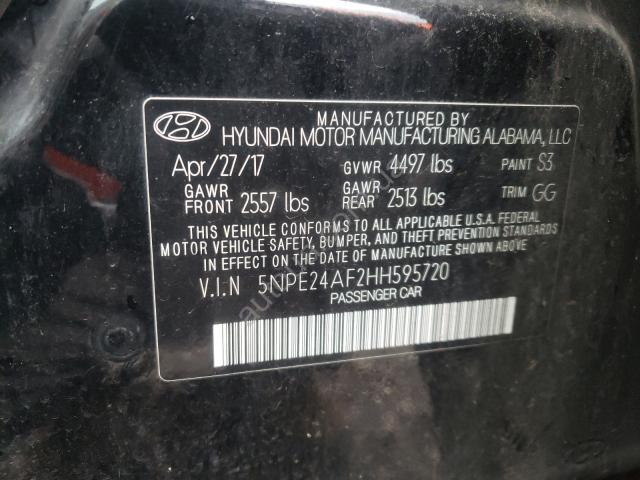 MANUFACTURED BY
HYUNDAI MOTOR MANUFACTURING ALABAMA, LLC
Apr/27/17 GVWR 4497 lbs PAINT S3
GAWR FRONT 2557 lbs GAWR REAR 2513 lbs TRIM GG
THIS VEHICLE CONFORMS TO ALL APPLICABLE U.S.A. FEDERAL
MOTOR VEHICLE SAFETY, BUMPER, AND THEFT PREVENTION STANDARDS
IN EFFECT ON THE DATE OF MANUFACTURE SHOWN ABOVE.
V.I.N 5NPE24AF2HH595720
PASSENGER CAR